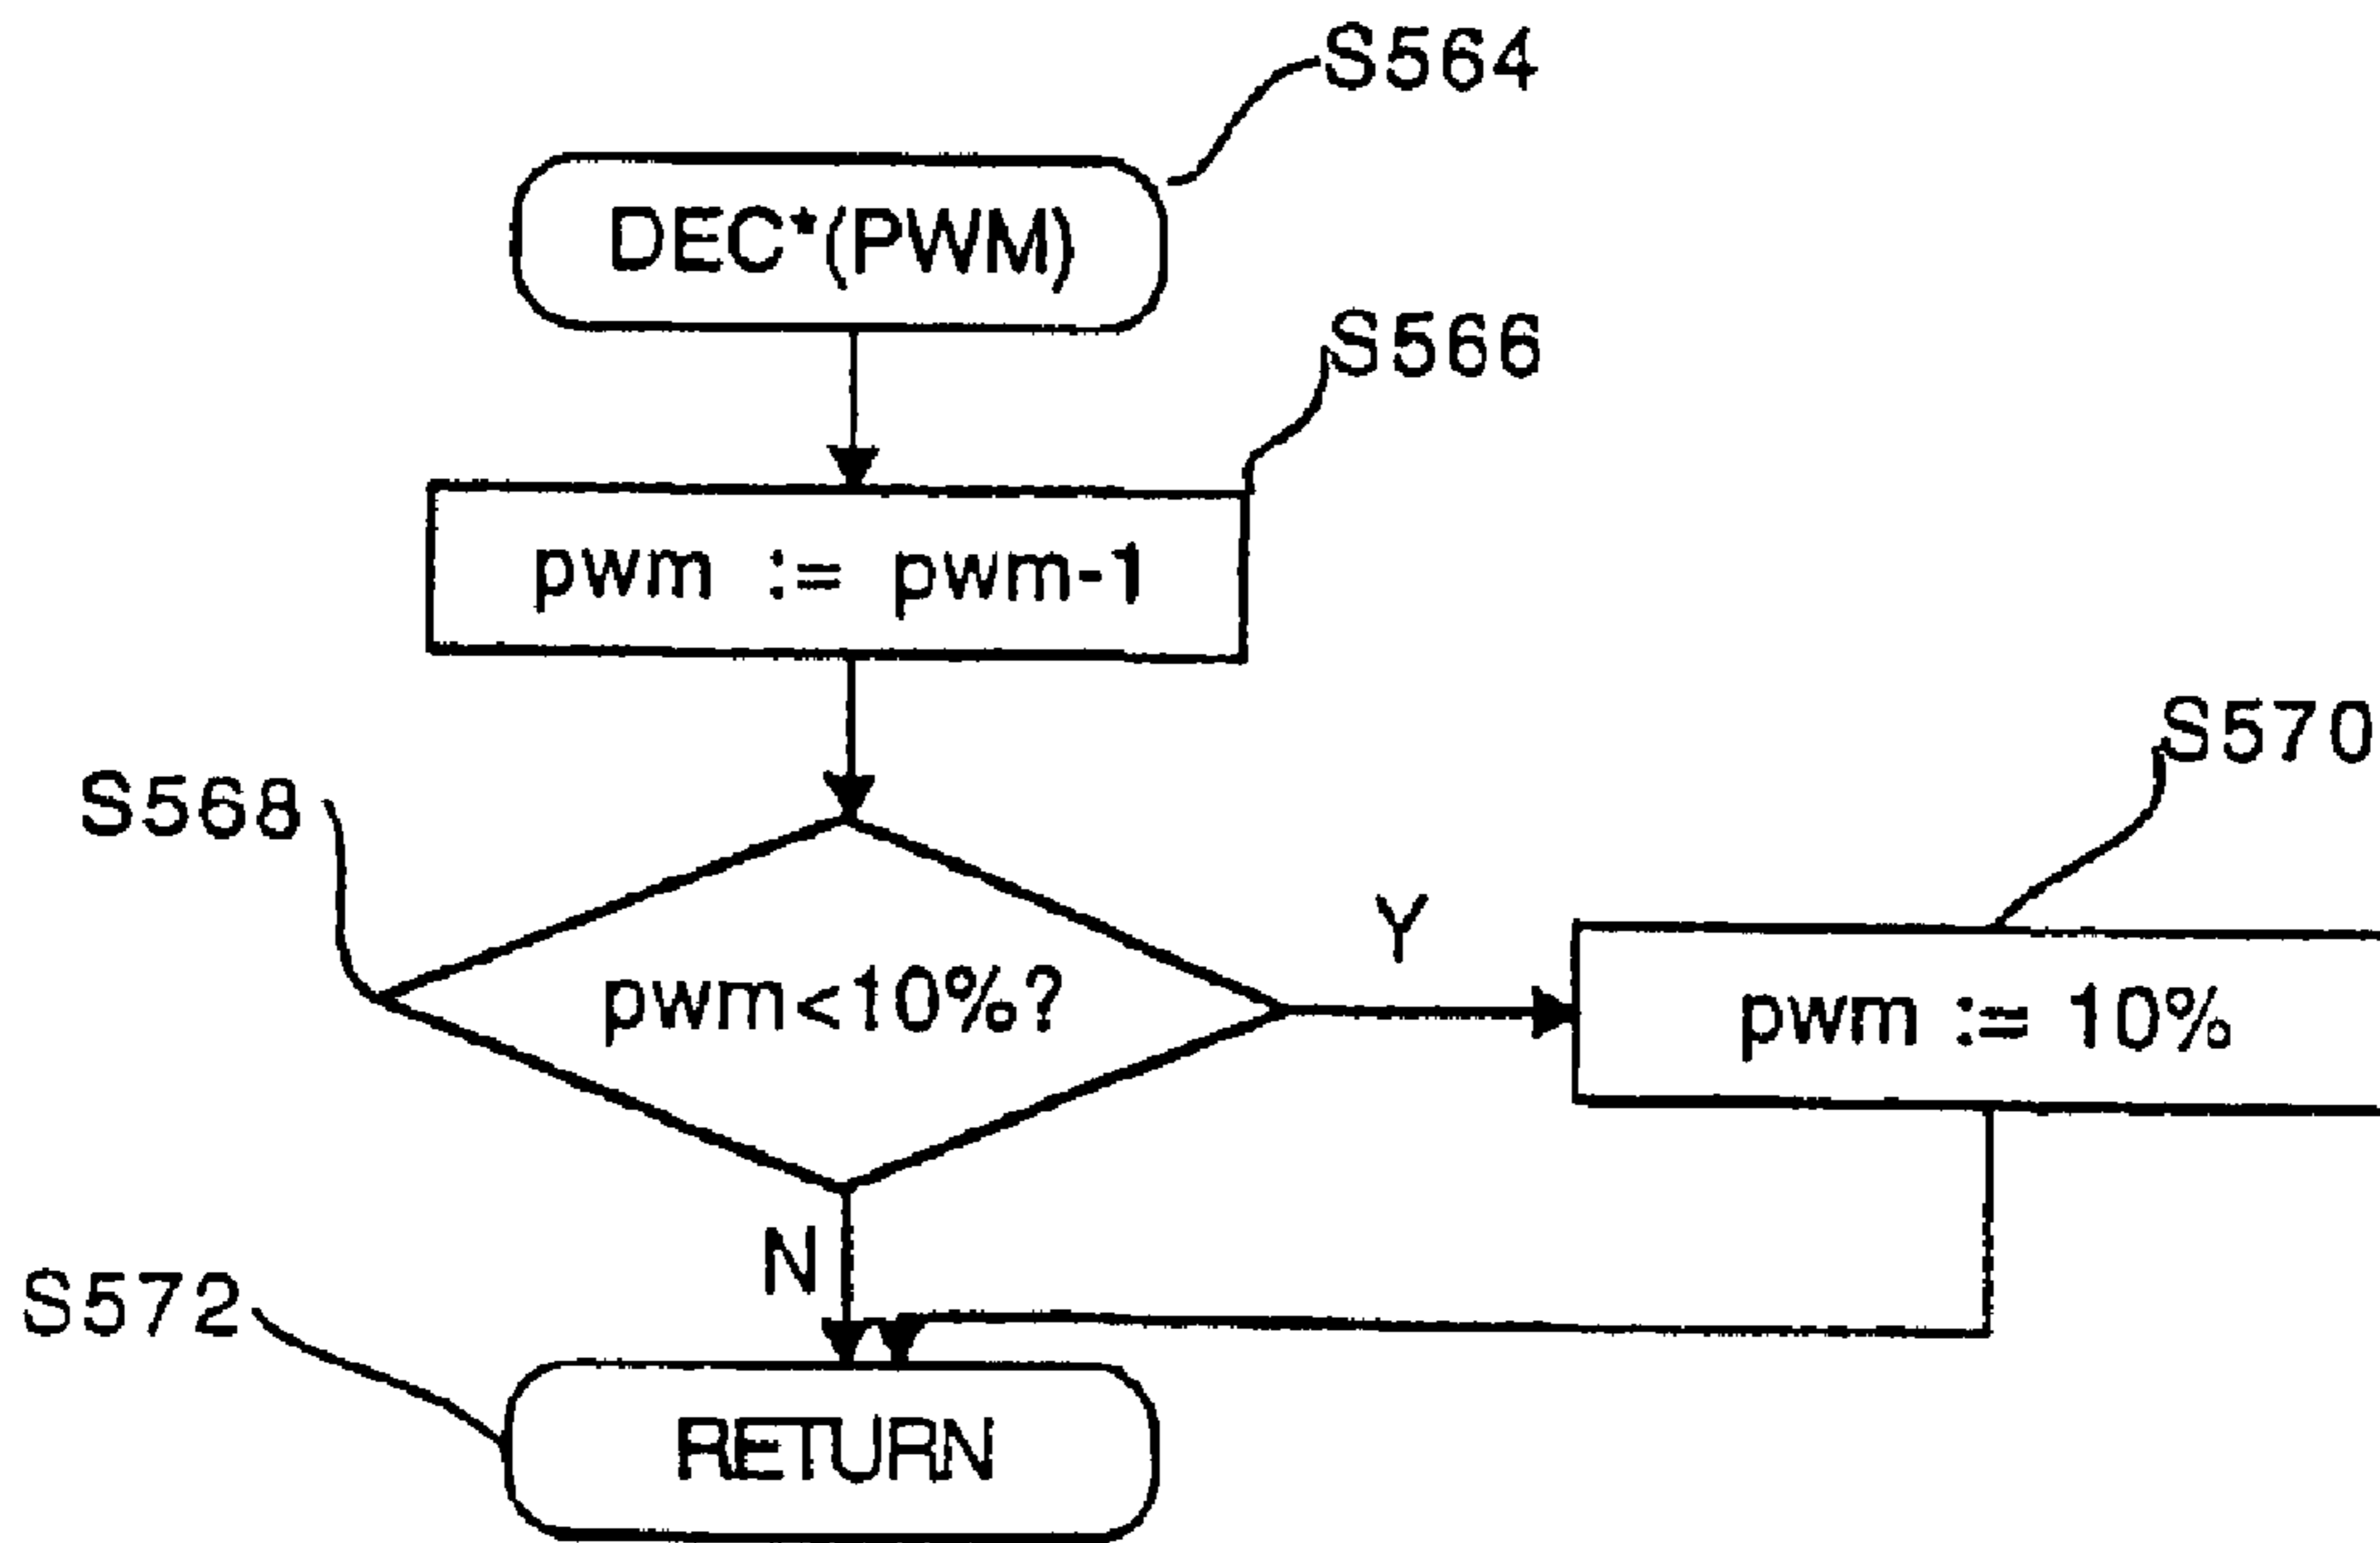 S564
DEC*(PWM)
S566
pwm := pwm-1
S570
S568
Y
pwm<10%?
pwm := 10%
N
S572
RETURN